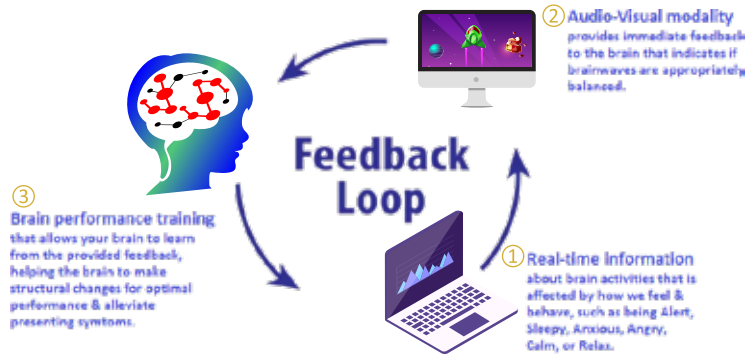 ② Audio-Visual modality
provides immediate feedback
to the brain that indicates if
brainwaves are appropriately
balanced.
Feedback
Loop
③
Brain performance training
that allows your brain to learn
from the provided feedback,
helping the brain to make
structural changes for optimal
performance & alleviate
presenting symtoms.
① Real-time information
about brain activities that is
affected by how we feel &
behave, such as being Alert,
Sleepy, Anxious, Angry,
Calm, or Relax.